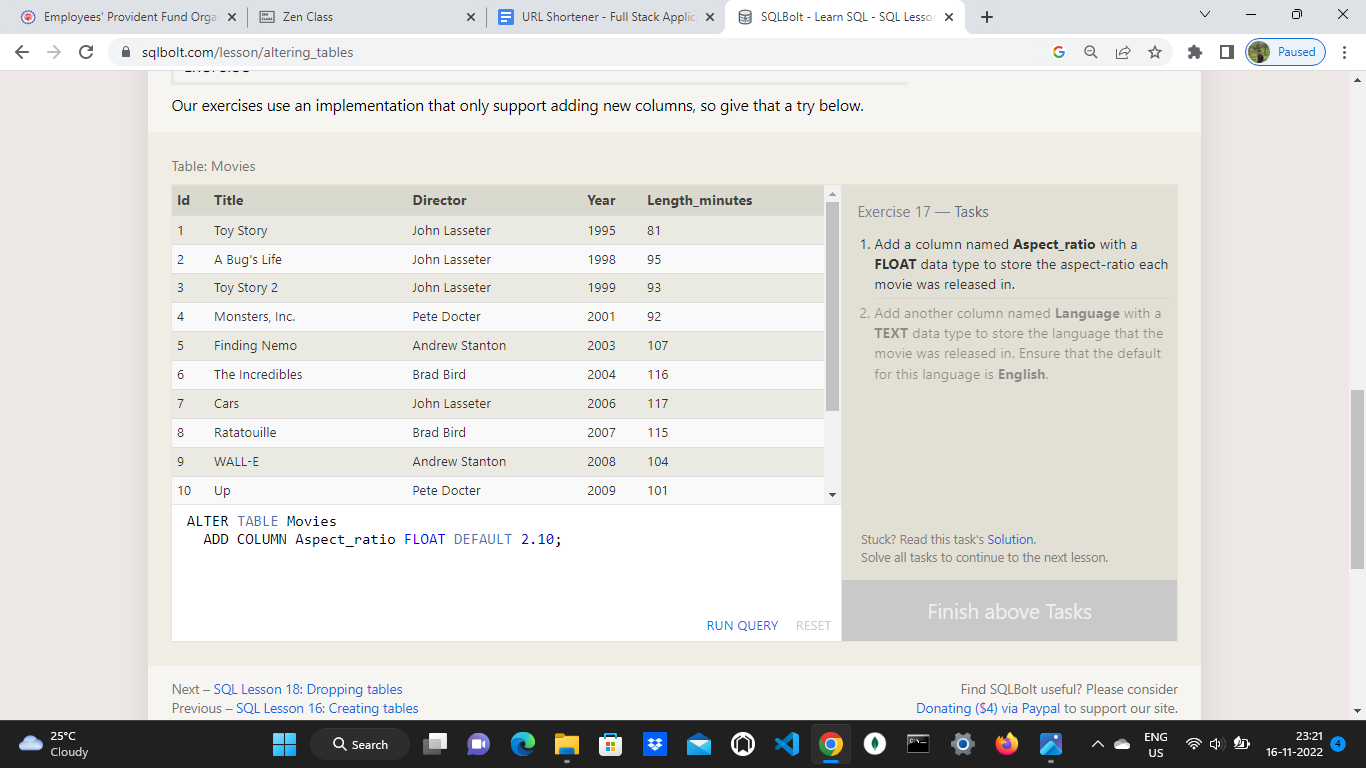 Employees' Provident Fund Orga
Zen Class
URL Shortener - Full Stack Applic
SQLBolt - Learn SQL - SQL Lesso
sqlbolt.com/lesson/altering_tables
Paused
Our exercises use an implementation that only support adding new columns, so give that a try below.
Table: Movies
Id Title Director Year Length_minutes
1 Toy Story John Lasseter 1995 81
2 A Bug's Life John Lasseter 1998 95
3 Toy Story 2 John Lasseter 1999 93
4 Monsters, Inc. Pete Docter 2001 92
5 Finding Nemo Andrew Stanton 2003 107
6 The Incredibles Brad Bird 2004 116
7 Cars John Lasseter 2006 117
8 Ratatouille Brad Bird 2007 115
9 WALL-E Andrew Stanton 2008 104
10 Up Pete Docter 2009 101
ALTER TABLE Movies
ADD COLUMN Aspect_ratio FLOAT DEFAULT 2.10;
RUN QUERY RESET
Exercise 17 — Tasks
1. Add a column named Aspect_ratio with a
FLOAT data type to store the aspect-ratio each
movie was released in.
2. Add another column named Language with a
TEXT data type to store the language that the
movie was released in. Ensure that the default
for this language is English.
Stuck? Read this task's Solution.
Solve all tasks to continue to the next lesson.
Finish above Tasks
Next – SQL Lesson 18: Dropping tables
Previous – SQL Lesson 16: Creating tables
Find SQLBolt useful? Please consider
Donating ($4) via Paypal to support our site.
25°C
Cloudy
Search
ENG
US
23:21
16-11-2022
4